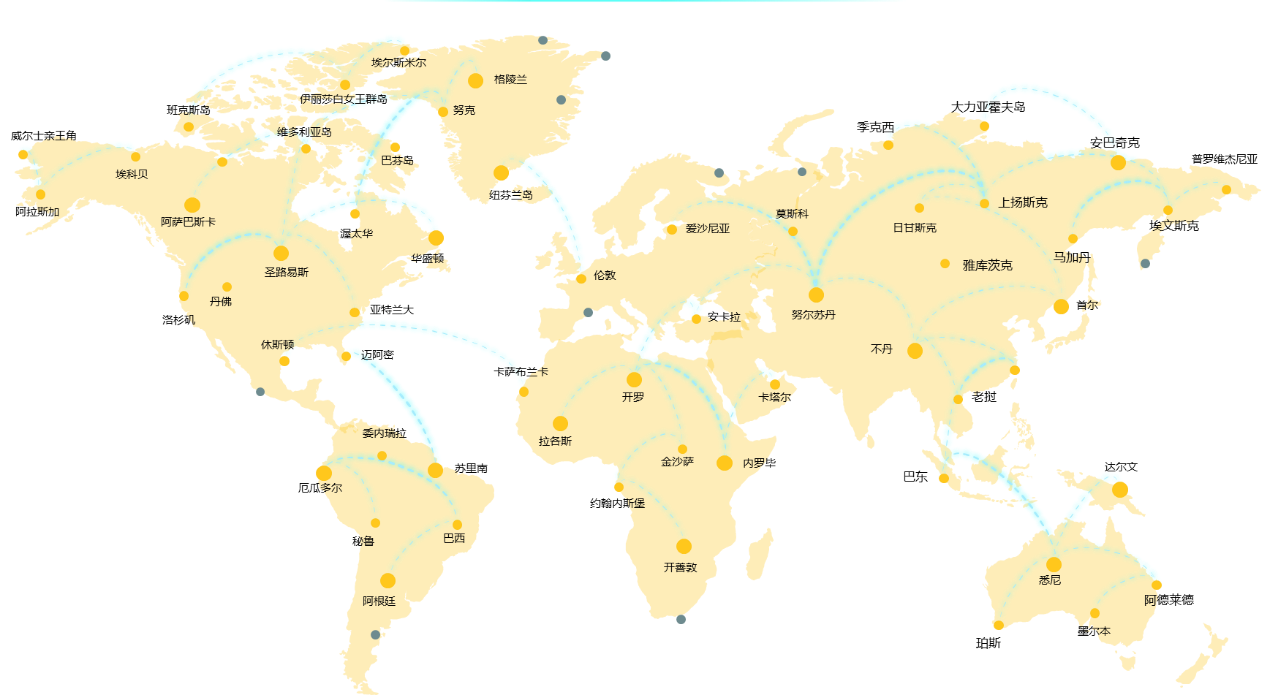 埃尔斯米尔
格陵兰
伊丽莎白女王群岛
班克斯岛
努克
大力亚霍夫岛
季克西
威尔士亲王角
维多利亚岛
安巴奇克
巴芬岛
普罗维杰尼亚
埃科贝
纽芬兰岛
上扬斯克
阿拉斯加
阿萨巴斯卡
莫斯科
渥太华
爱沙尼亚
日甘斯克
埃文斯克
华盛顿
马加丹
圣路易斯
伦敦
雅库茨克
丹佛
首尔
亚特兰大
洛杉矶
安卡拉
努尔苏丹
休斯顿
迈阿密
不丹
卡萨布兰卡
开罗
卡塔尔
老挝
委内瑞拉
拉各斯
苏里南
金沙萨
内罗毕
达尔文
巴东
厄瓜多尔
约翰内斯堡
秘鲁
巴西
开普敦
悉尼
阿根廷
阿德莱德
墨尔本
珀斯